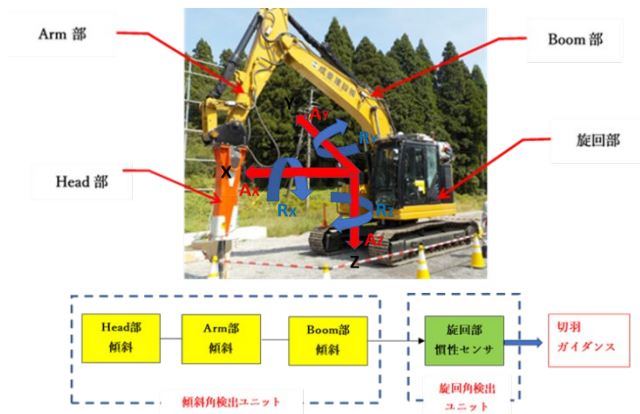 Arm 部
Boom 部
旋回部
Head 部
Y
Ay
Ry
X
Ax
Rx
Rz
Az
Z
Head部
傾斜
Arm部
傾斜
Boom部
傾斜
旋回部
慣性センサ
切羽
ガイダンス
傾斜角検出ユニット
旋回角検出
ユニット